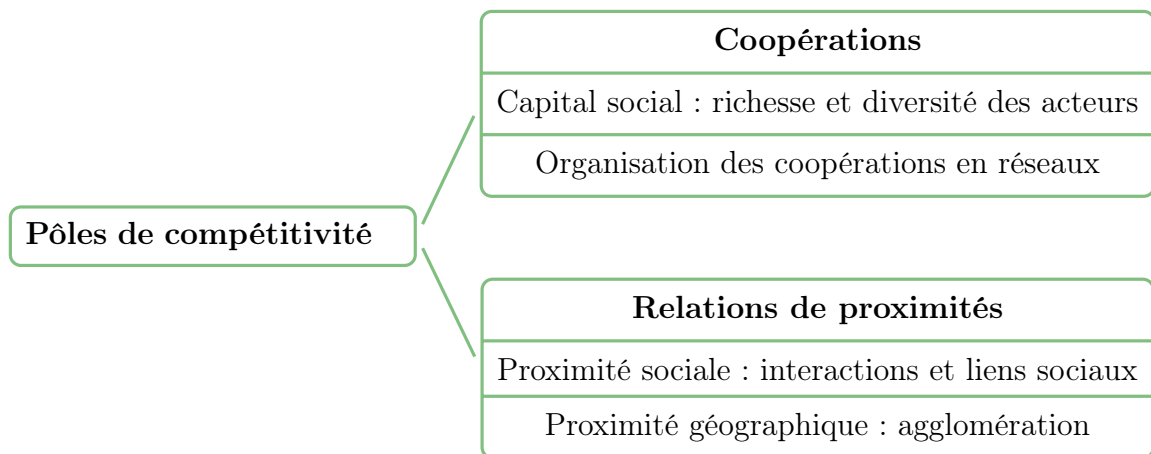 Coopérations
Capital social : richesse et diversité des acteurs
Organisation des coopérations en réseaux
Pôles de compétitivité
Relations de proximités
Proximité sociale : interactions et liens sociaux
Proximité géographique : agglomération